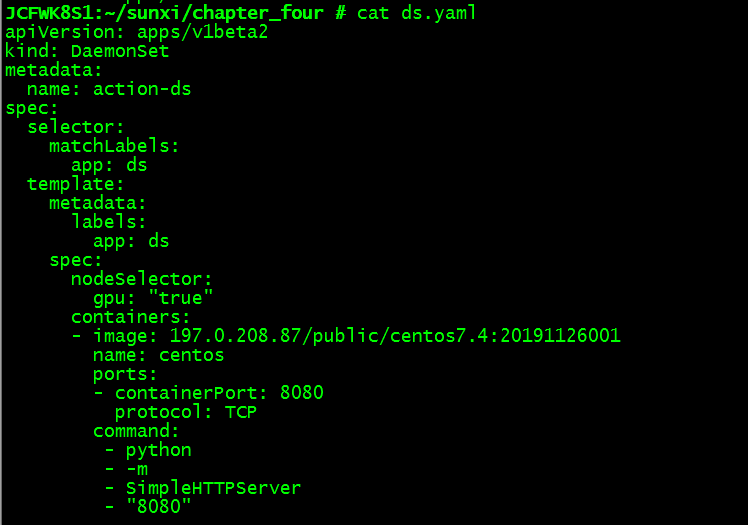 JCFWK8S1:~/sunxi/chapter_four # cat ds.yaml
apiVersion: apps/v1beta2
kind: DaemonSet
metadata:
  name: action-ds
spec:
  selector:
    matchLabels:
      app: ds
  template:
    metadata:
      labels:
        app: ds
    spec:
      nodeSelector:
        gpu: "true"
      containers:
      - image: 197.0.208.87/public/centos7.4:20191126001
        name: centos
        ports:
        - containerPort: 8080
          protocol: TCP
        command:
         - python
         - -m
         - SimpleHTTPServer
         - "8080"